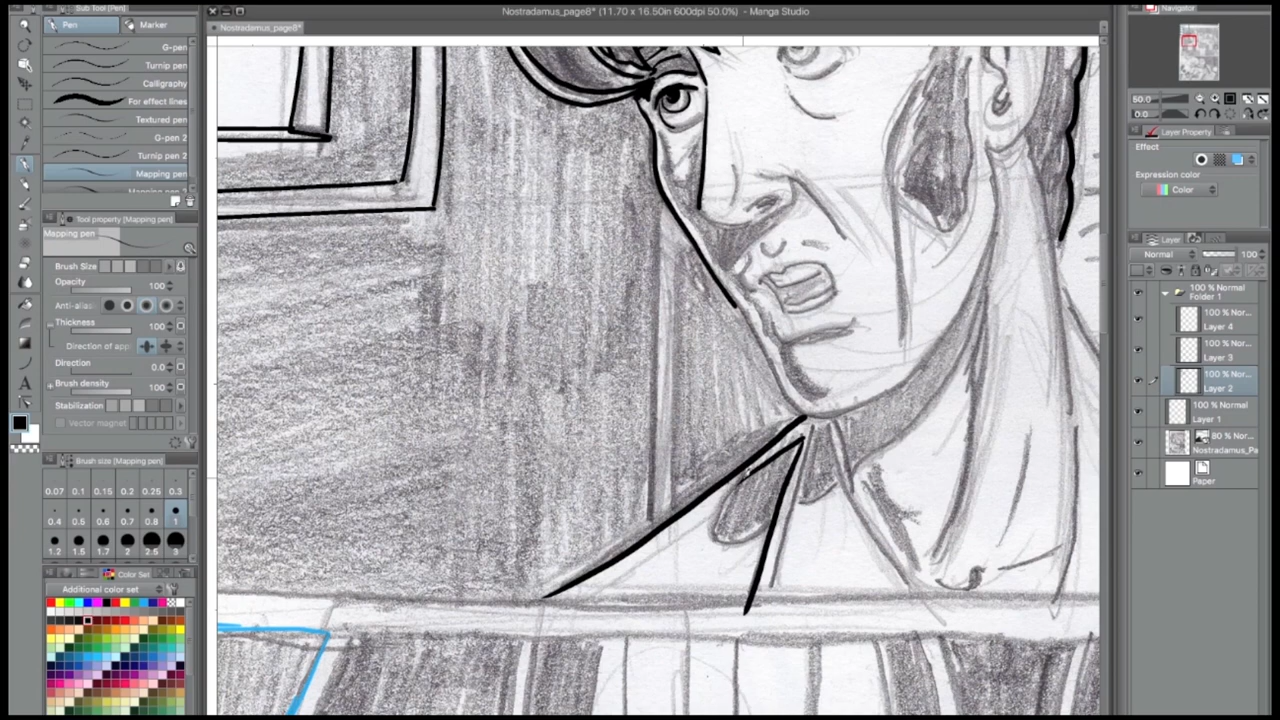 Sub Tool (Pen)
Nostradamus_page8* (11.70 x 16.50in 600dpi 50.0%) - Manga Studio
Navigator
Pen
Marker
Nostradamus_page8*
G-pen
Turnip pen
Calligraphy
For effect lines
Textured pen
G-pen 2
Turnip pen 2
Mapping pen
Tool property [Mapping pen]
Mapping pen
Brush Size
Opacity 100
Anti-alias
Thickness 100
Direction of app
Direction 0.0
Brush density 100
Stabilization
Vector magnet
Brush size [Mapping pen]
0.07 0.1 0.15 0.2 0.25 0.3
0.4 0.5 0.6 0.7 0.8 1
1.2 1.5 1.7 2 2.5 3
Color Set
Additional color set
50.0
0.0
Layer Property
Effect
Expression color
Color
Layer
Normal 100
100 % Normal
Folder 1
100 % Nor...
Layer 4
100 % Nor...
Layer 3
100 % Nor...
Layer 2
100 % Normal
Layer 1
80 % Nor...
Nostradamus_Pa
Paper